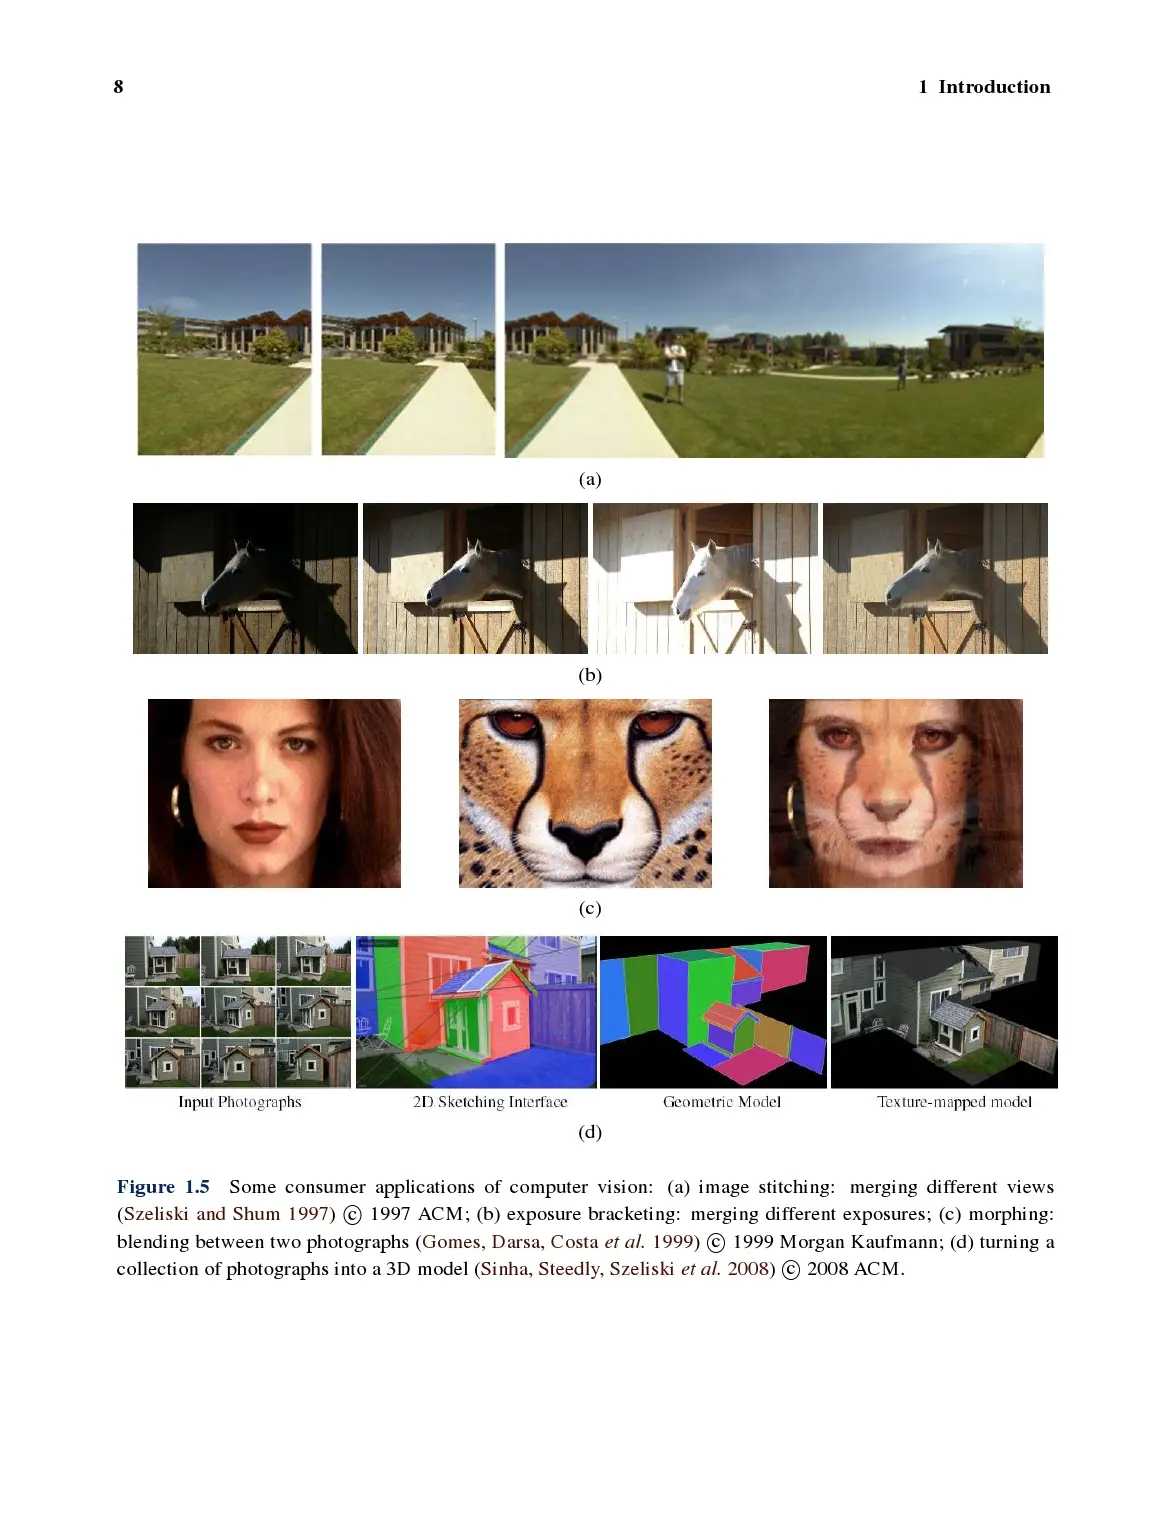 8 1 Introduction
(a)
(b)
(c)
Input Photographs 2D Sketching Interface Geometric Model Texture-mapped model
(d)
Figure 1.5 Some consumer applications of computer vision: (a) image stitching: merging different views
(Szeliski and Shum 1997) © 1997 ACM; (b) exposure bracketing: merging different exposures; (c) morphing:
blending between two photographs (Gomes, Darsa, Costa et al. 1999) © 1999 Morgan Kaufmann; (d) turning a
collection of photographs into a 3D model (Sinha, Steedly, Szeliski et al. 2008) © 2008 ACM.